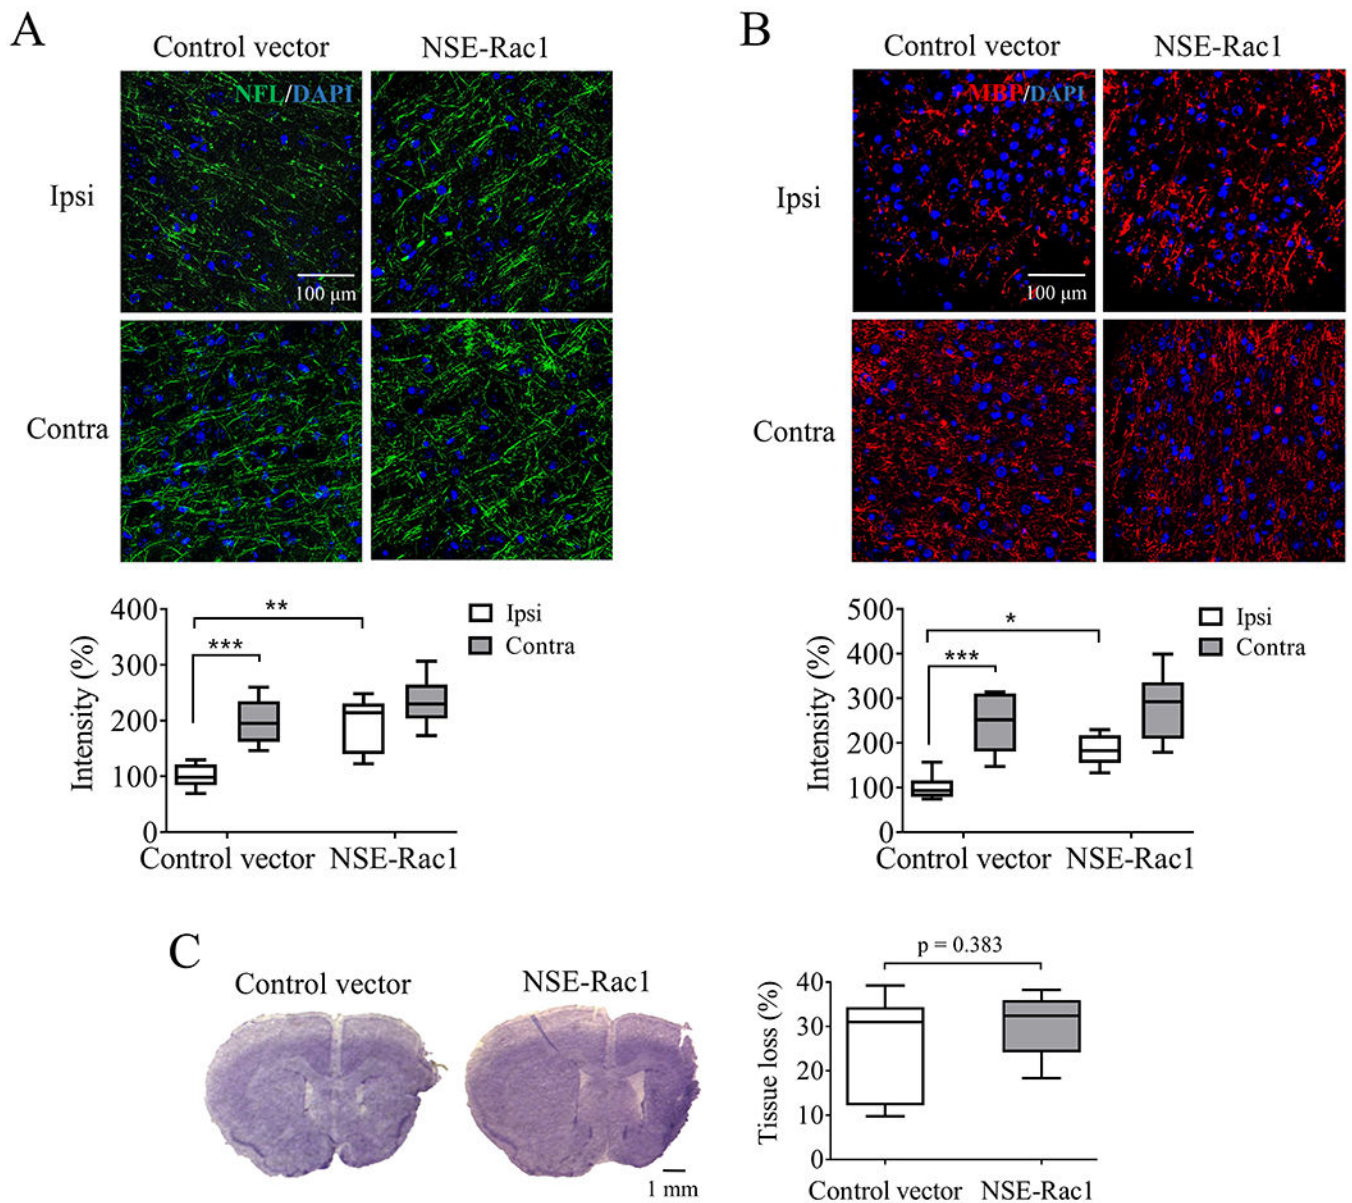 A
Control vector
NSE-Rac1
NFL/DAPI
Ipsi
100 μm
Contra
400
300
200
100
0
Intensity (%)
**
***
Ipsi
Contra
Control vector
NSE-Rac1
B
Control vector
NSE-Rac1
MBP/DAPI
Ipsi
100 μm
Contra
500
400
300
200
100
0
Intensity (%)
*
***
Ipsi
Contra
Control vector
NSE-Rac1
C
Control vector
NSE-Rac1
1 mm
p = 0.383
40
30
20
10
0
Tissue loss (%)
Control vector
NSE-Rac1